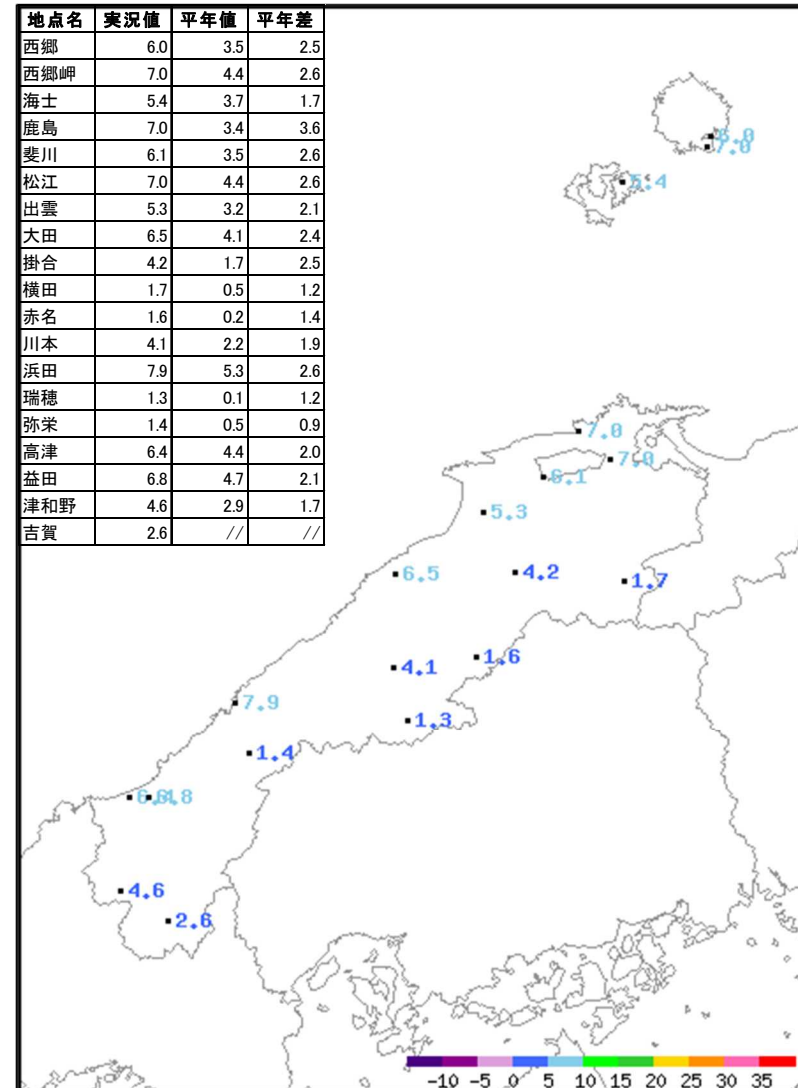 地点名 実況値 平年値 平年差
西郷 6.0 3.5 2.5
西郷岬 7.0 4.4 2.6
海士 5.4 3.7 1.7
鹿島 7.0 3.4 3.6
斐川 6.1 3.5 2.6
松江 7.0 4.4 2.6
出雲 5.3 3.2 2.1
大田 6.5 4.1 2.4
掛合 4.2 1.7 2.5
横田 1.7 0.5 1.2
赤名 1.6 0.2 1.4
川本 4.1 2.2 1.9
浜田 7.9 5.3 2.6
瑞穂 1.3 0.1 1.2
弥栄 1.4 0.5 0.9
高津 6.4 4.4 2.0
益田 6.8 4.7 2.1
津和野 4.6 2.9 1.7
吉賀 2.6 // //
6.0
7.0
5.4
7.0
7.0
6.1
5.3
6.5 4.2 1.7
1.6
4.1
7.9
1.3
1.4
6.4 6.8
4.6
2.6
-10 -5 0 5 10 15 20 25 30 35